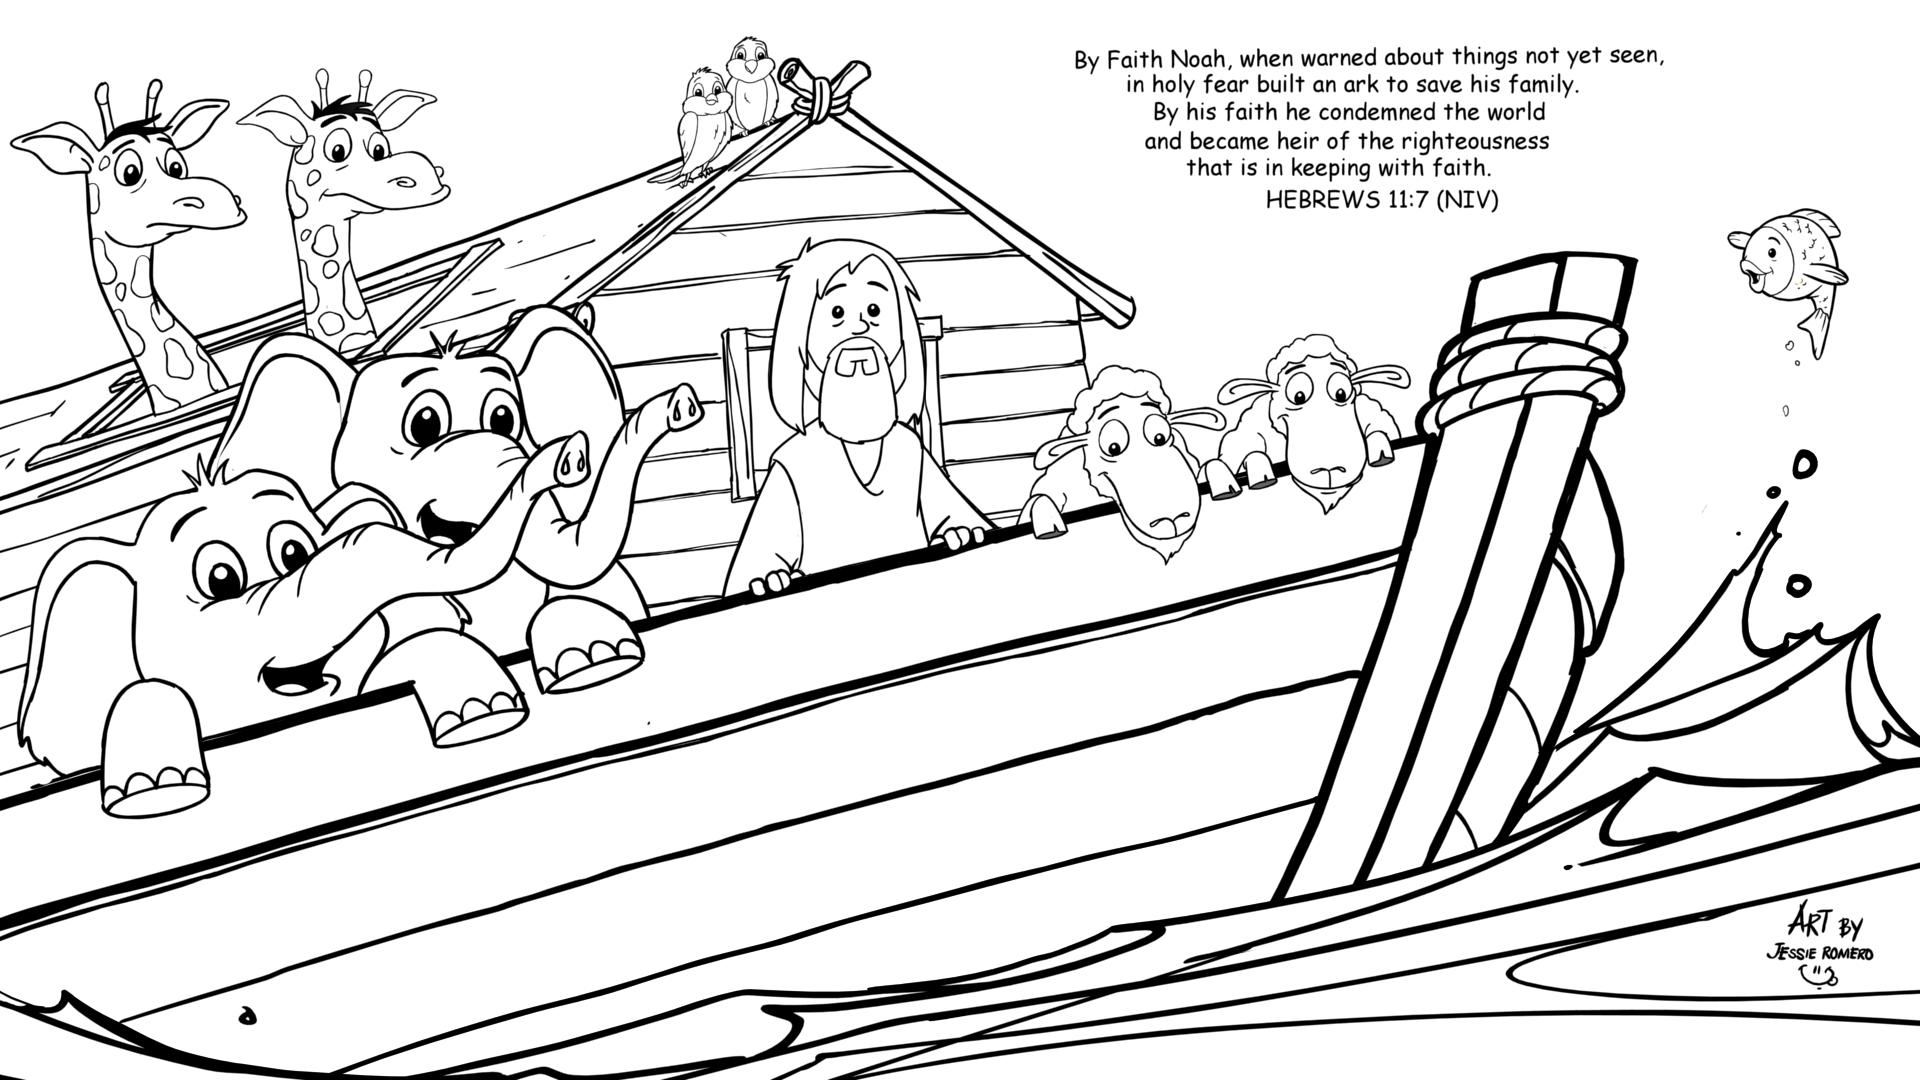 By Faith Noah, when warned about things not yet seen,
in holy fear built an ark to save his family.
By his faith he condemned the world
and became heir of the righteousness
that is in keeping with faith.
HEBREWS 11:7 (NIV)
ART BY
JESSIE ROMERO